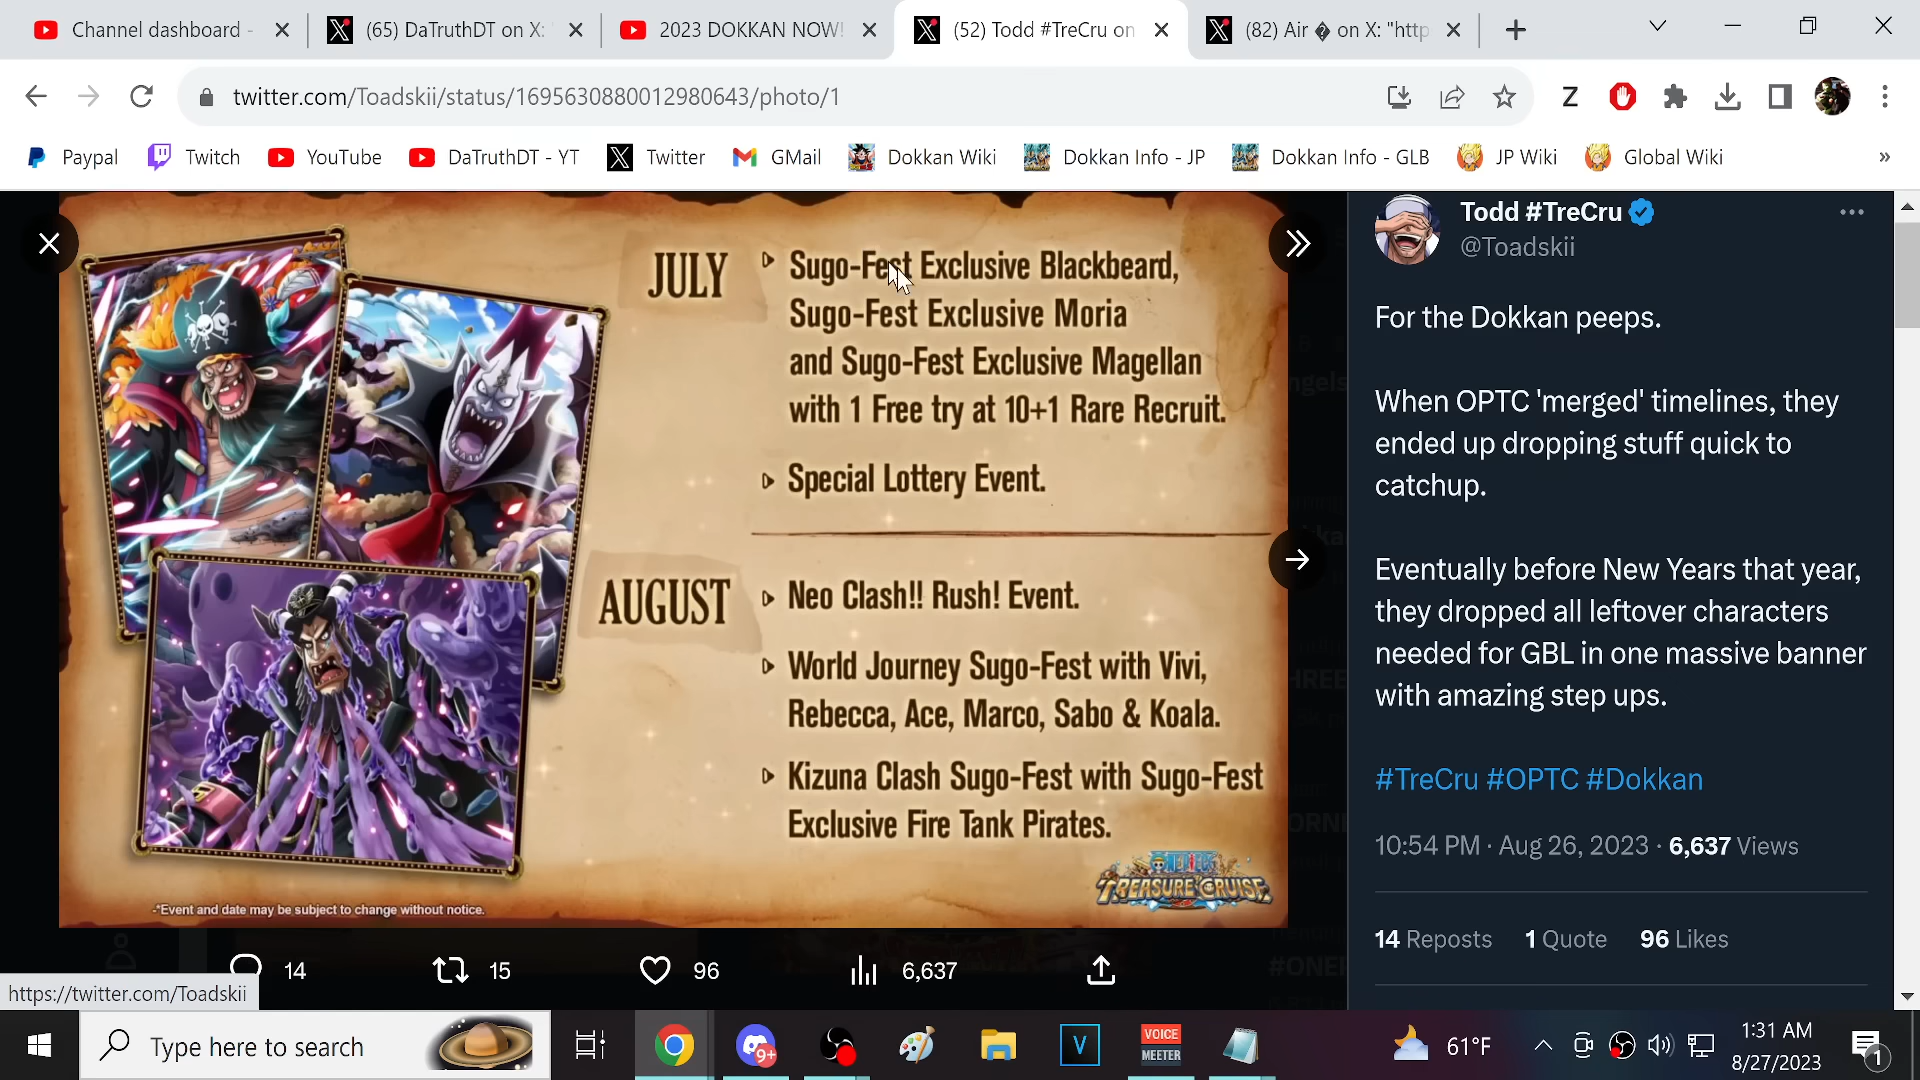 Channel dashboard -
(65) DaTruthDT on X:
2023 DOKKAN NOW!
(52) Todd #TreCru on
(82) Air � on X: "http
twitter.com/Toadskii/status/1695630880012980643/photo/1
Paypal
Twitch
YouTube
DaTruthDT - YT
Twitter
GMail
Dokkan Wiki
Dokkan Info - JP
Dokkan Info - GLB
JP Wiki
Global Wiki
JULY
Sugo-Fest Exclusive Blackbeard,
Sugo-Fest Exclusive Moria
and Sugo-Fest Exclusive Magellan
with 1 Free try at 10+1 Rare Recruit.
Special Lottery Event.
AUGUST
Neo Clash!! Rush! Event.
World Journey Sugo-Fest with Vivi,
Rebecca, Ace, Marco, Sabo & Koala.
Kizuna Clash Sugo-Fest with Sugo-Fest
Exclusive Fire Tank Pirates.
ONE PIECE
TREASURE CRUISE
-*Event and date may be subject to change without notice.
14
15
96
6,637
https://twitter.com/Toadskii
Todd #TreCru
@Toadskii
For the Dokkan peeps.
When OPTC 'merged' timelines, they
ended up dropping stuff quick to
catchup.
Eventually before New Years that year,
they dropped all leftover characters
needed for GBL in one massive banner
with amazing step ups.
#TreCru #OPTC #Dokkan
10:54 PM · Aug 26, 2023 · 6,637 Views
14 Reposts 1 Quote 96 Likes
Type here to search
9+
V
VOICE
MEETER
61°F
1:31 AM
8/27/2023
1